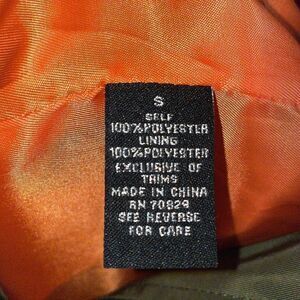 S
SELF
100%POLYESTER
LINING
100%POLYESTER
EXCLUSIVE OF
TRIMS
MADE IN CHINA
RN 70829
SEE REVERSE
FOR CARE